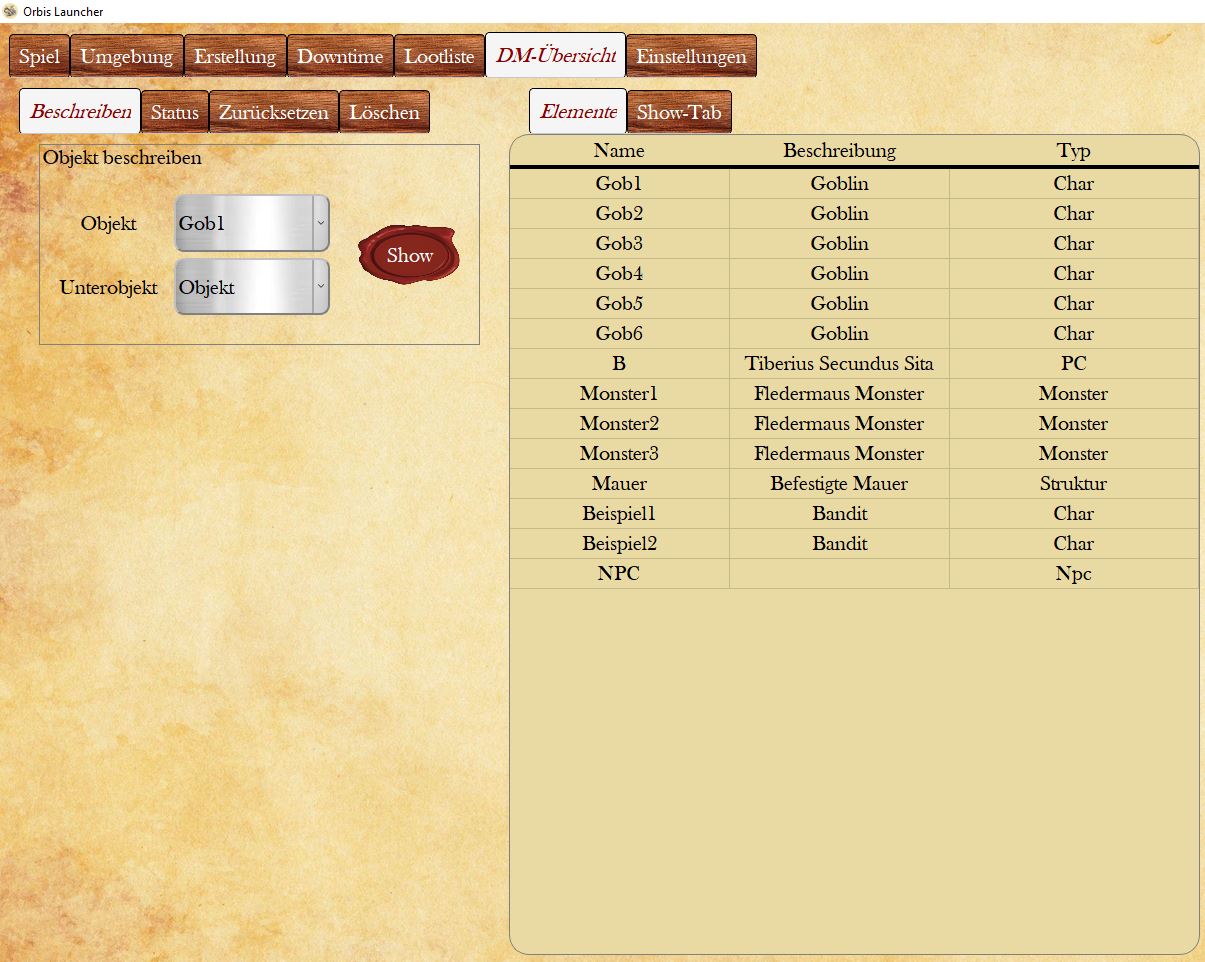 Orbis Launcher
Spiel Umgebung Erstellung Downtime Lootliste DM-Übersicht Einstellungen
Beschreiben Status Zurücksetzen Löschen
Objekt beschreiben
Objekt Gob1
Show
Unterobjekt Objekt
Elemente Show-Tab
Name Beschreibung Typ
Gob1 Goblin Char
Gob2 Goblin Char
Gob3 Goblin Char
Gob4 Goblin Char
Gob5 Goblin Char
Gob6 Goblin Char
B Tiberius Secundus Sita PC
Monster1 Fledermaus Monster Monster
Monster2 Fledermaus Monster Monster
Monster3 Fledermaus Monster Monster
Mauer Befestigte Mauer Struktur
Beispiel1 Bandit Char
Beispiel2 Bandit Char
NPC Npc